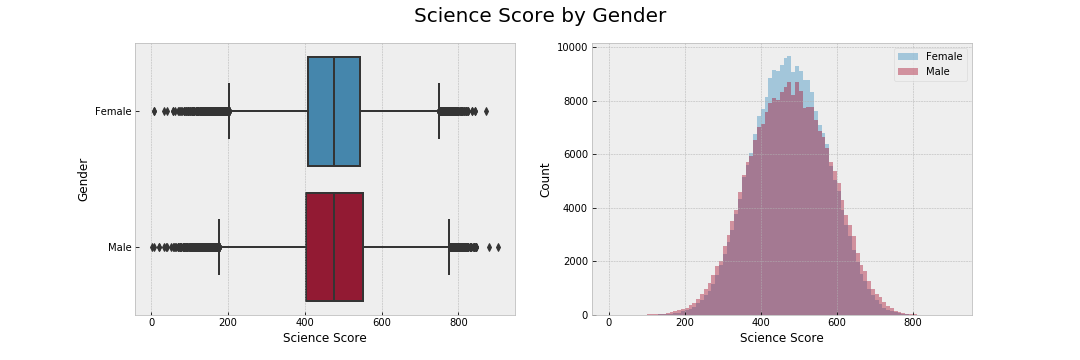 Science Score by Gender
Gender
Female
Male
0 200 400 600 800
Science Score
Count
10000
8000
6000
4000
2000
0
Female
Male
0 200 400 600 800
Science Score